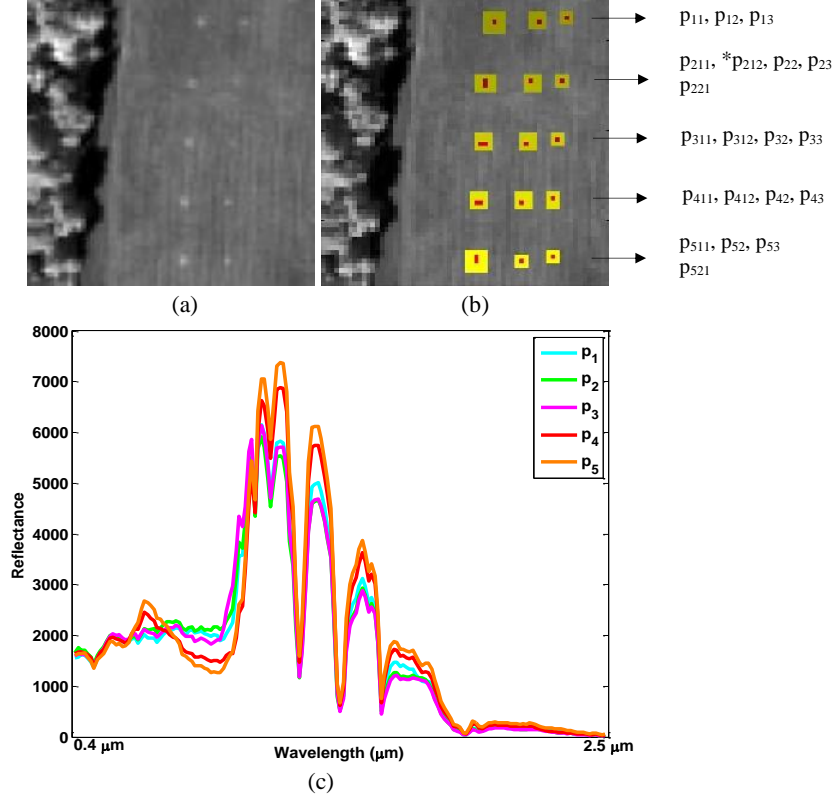 p11, p12, p13
p211, *p212, p22, p23
p221
p311, p312, p32, p33
p411, p412, p42, p43
p511, p52, p53
p521
(a)
(b)
8000
7000
6000
5000
4000
3000
2000
1000
0
Reflectance
p1
p2
p3
p4
p5
0.4 μm
Wavelength (μm)
2.5 μm
(c)